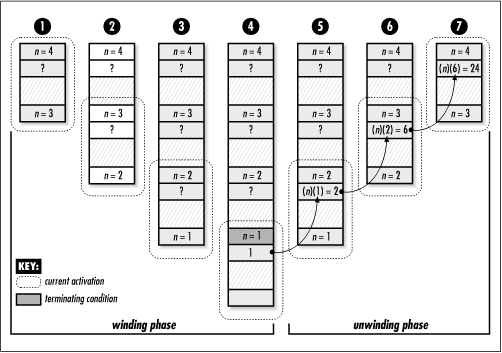 1 2 3 4 5 6 7
n = 4 n = 4 n = 4 n = 4 n = 4 n = 4 n = 4
? ? ? ? ? ? (n)(6) = 24
n = 3 n = 3 n = 3 n = 3 n = 3 n = 3 n = 3
? ? ? ? (n)(2) = 6
n = 2 n = 2 n = 2 n = 2 n = 2
? ? (n)(1) = 2
n = 1 n = 1 n = 1
1
KEY:
current activation
terminating condition
winding phase unwinding phase